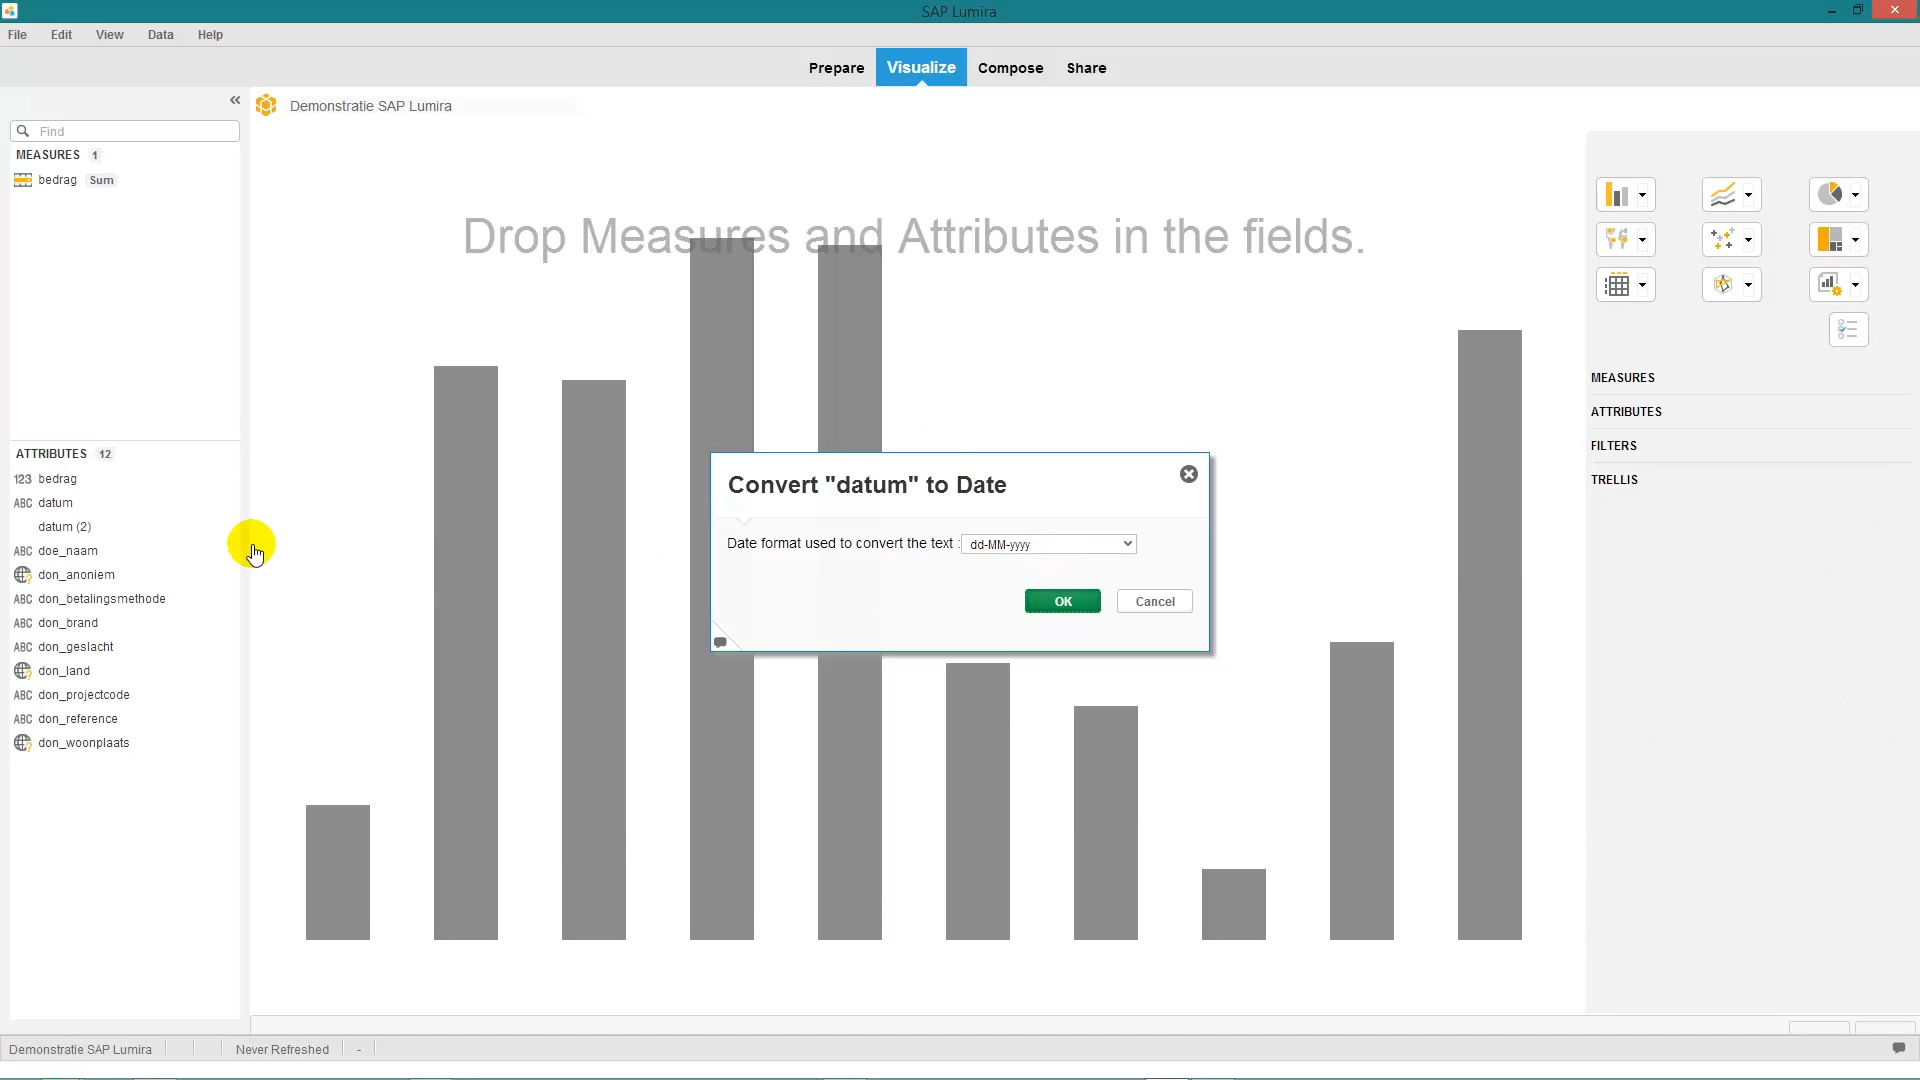 SAP Lumira
File Edit View Data Help
Prepare Visualize Compose Share
Demonstratie SAP Lumira
Find
MEASURES 1
bedrag Sum
Drop Measures and Attributes in the fields.
MEASURES
ATTRIBUTES
FILTERS
TRELLIS
ATTRIBUTES 12
123 bedrag
ABC datum
datum (2)
ABC doe_naam
don_anoniem
ABC don_betalingsmethode
ABC don_brand
ABC don_geslacht
don_land
ABC don_projectcode
ABC don_reference
don_woonplaats
Convert "datum" to Date
Date format used to convert the text : dd-MM-yyyy
OK Cancel
Demonstratie SAP Lumira Never Refreshed -